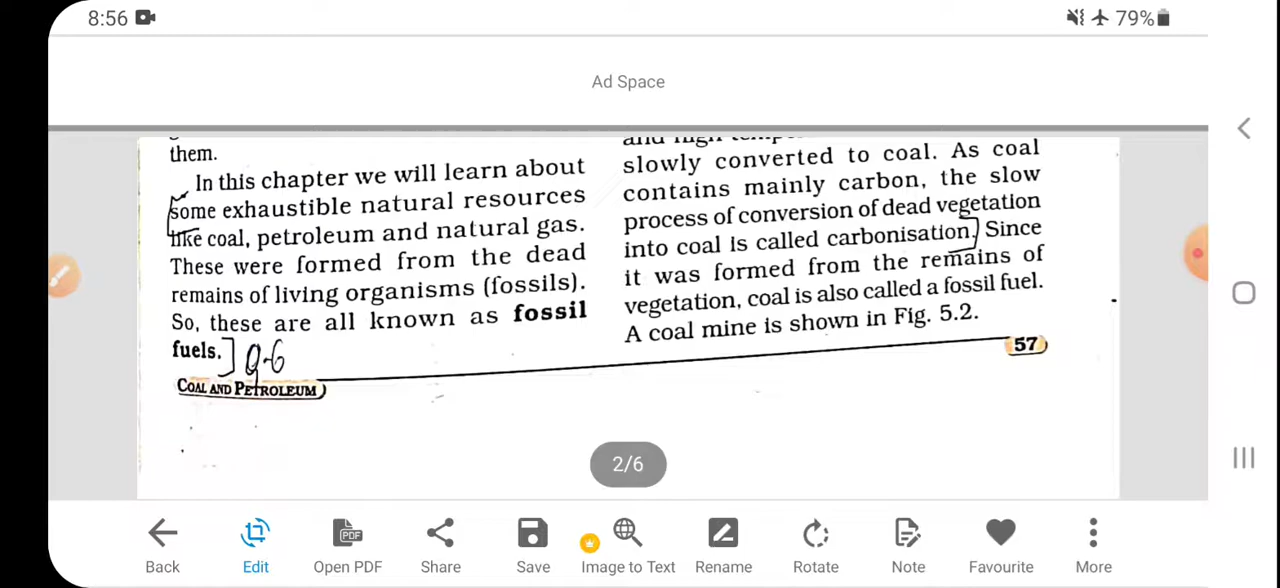 8:56
79%
Ad Space
them.
In this chapter we will learn about
some exhaustible natural resources
like coal, petroleum and natural gas.
These were formed from the dead
remains of living organisms (fossils).
So, these are all known as fossil
fuels.] Q-6
COAL AND PETROLEUM
slowly converted to coal. As coal
contains mainly carbon, the slow
process of conversion of dead vegetation
into coal is called carbonisation.] Since
it was formed from the remains of
vegetation, coal is also called a fossil fuel.
A coal mine is shown in Fig. 5.2.
57
2/6
Back
Edit
PDF
Open PDF
Share
Save
Image to Text
Rename
Rotate
Note
Favourite
More